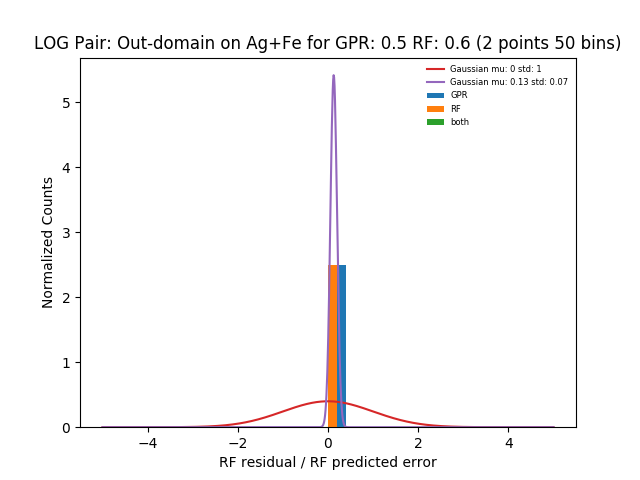 LOG Pair: Out-domain on Ag+Fe for GPR: 0.5 RF: 0.6 (2 points 50 bins)
Gaussian mu: 0 std: 1
Gaussian mu: 0.13 std: 0.07
GPR
RF
both
Normalized Counts
5
4
3
2
1
0
−4
−2
0
2
4
RF residual / RF predicted error